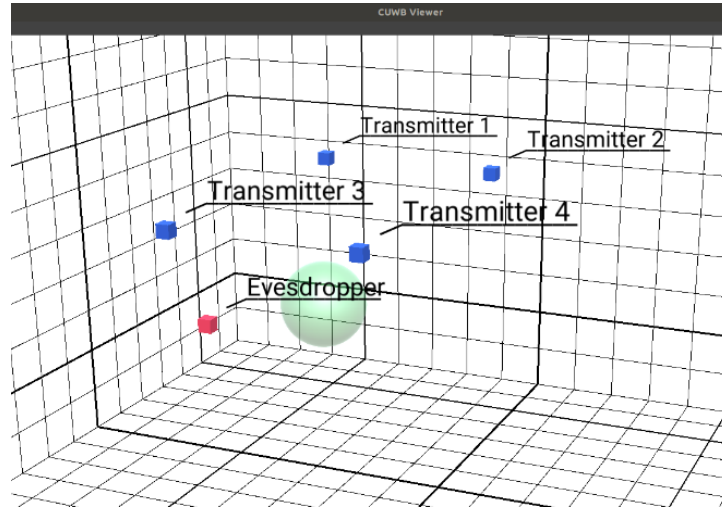 CUWB Viewer
Transmitter 1
Transmitter 2
Transmitter 3
Transmitter 4
Evesdropper